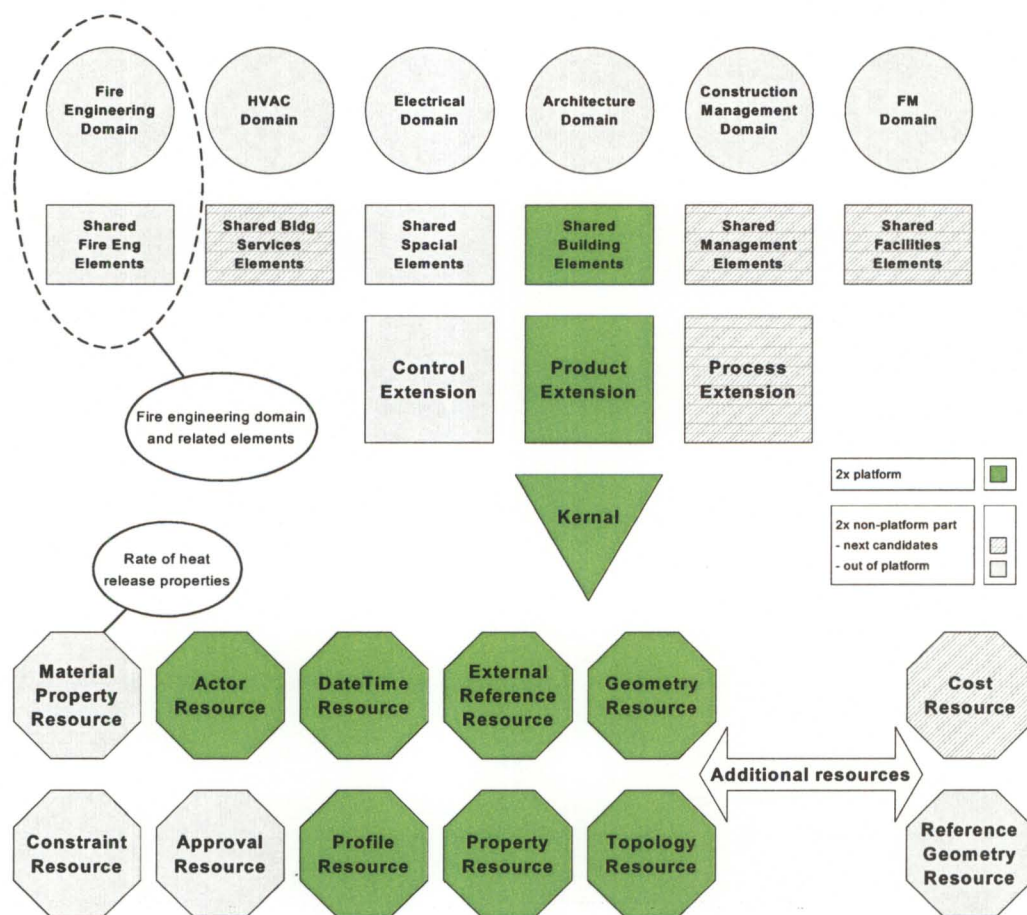 Fire
Engineering
Domain
HVAC
Domain
Electrical
Domain
Architecture
Domain
Construction
Management
Domain
FM
Domain
Shared
Fire Eng
Elements
Shared Bldg
Services
Elements
Shared
Spacial
Elements
Shared
Building
Elements
Shared
Management
Elements
Shared
Facilities
Elements
Control
Extension
Product
Extension
Process
Extension
Fire engineering domain
and related elements
Kernal
2x platform
2x non-platform part
- next candidates
- out of platform
Rate of heat
release properties
Material
Property
Resource
Actor
Resource
DateTime
Resource
External
Reference
Resource
Geometry
Resource
Cost
Resource
Additional resources
Constraint
Resource
Approval
Resource
Profile
Resource
Property
Resource
Topology
Resource
Reference
Geometry
Resource